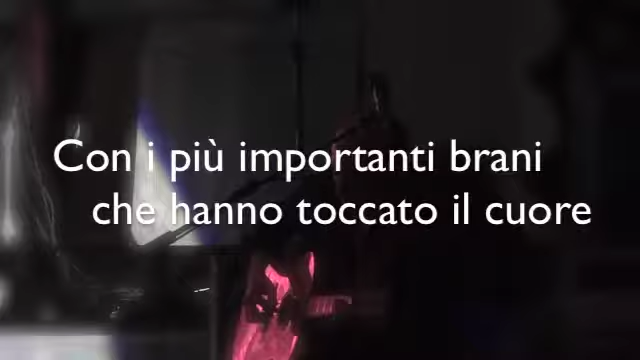 Con i più importanti brani
che hanno toccato il cuore